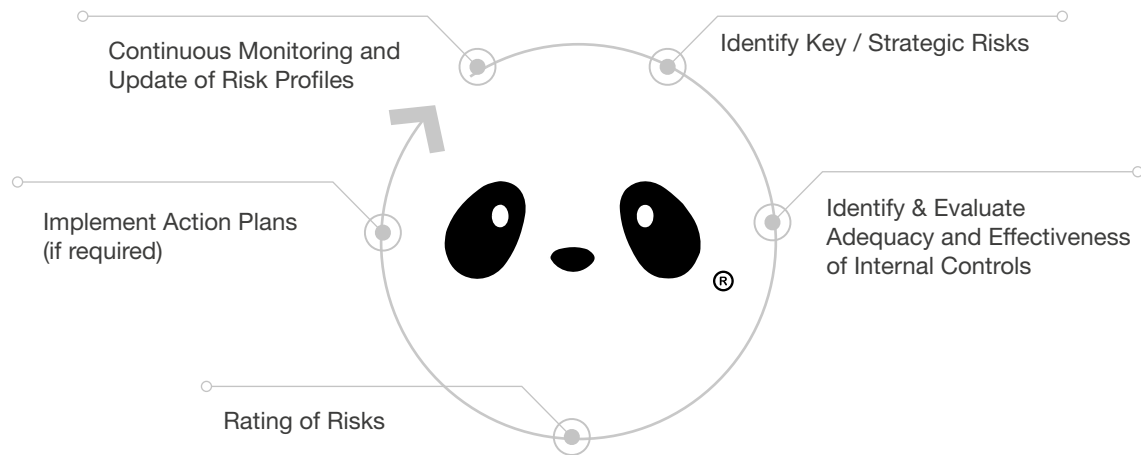 Continuous Monitoring and
Update of Risk Profiles
Identify Key / Strategic Risks
Identify & Evaluate
Adequacy and Effectiveness
of Internal Controls
Implement Action Plans
(if required)
Rating of Risks
®